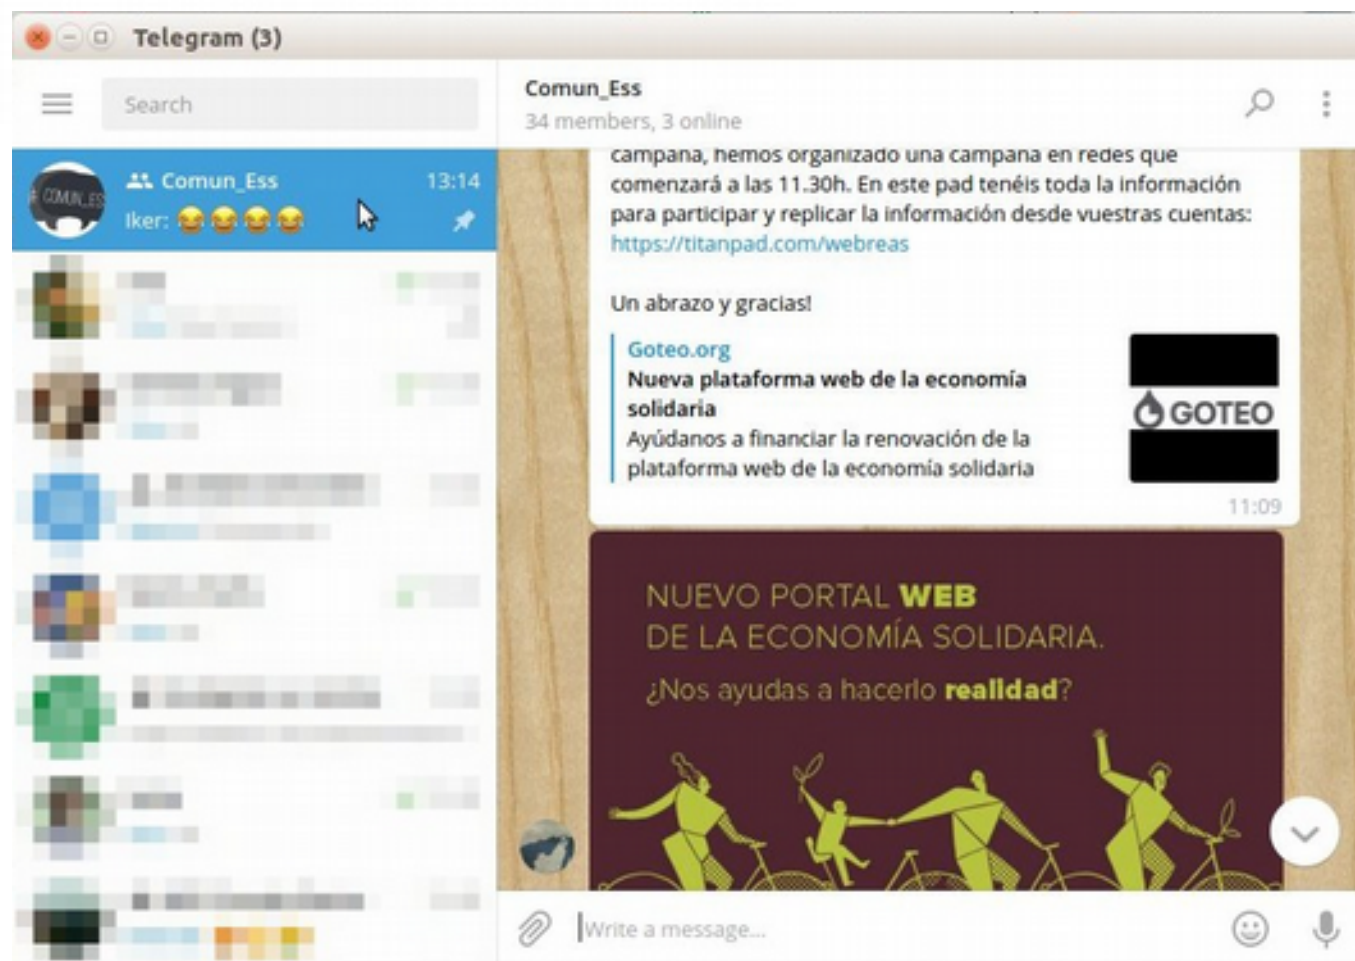 Telegram (3)
Search
Comun_Ess
34 members, 3 online
COMUN_ES
Comun_Ess 13:14
Iker: 😂😂😂😂
campaña, hemos organizado una campaña en redes que
comenzará a las 11.30h. En este pad tenéis toda la información
para participar y replicar la información desde vuestras cuentas:
https://titanpad.com/webreas
Un abrazo y gracias!
Goteo.org
Nueva plataforma web de la economía
solidaria
Ayúdanos a financiar la renovación de la
plataforma web de la economía solidaria
GOTEO
11:09
NUEVO PORTAL WEB
DE LA ECONOMÍA SOLIDARIA.
¿Nos ayudas a hacerlo realidad?
Write a message...